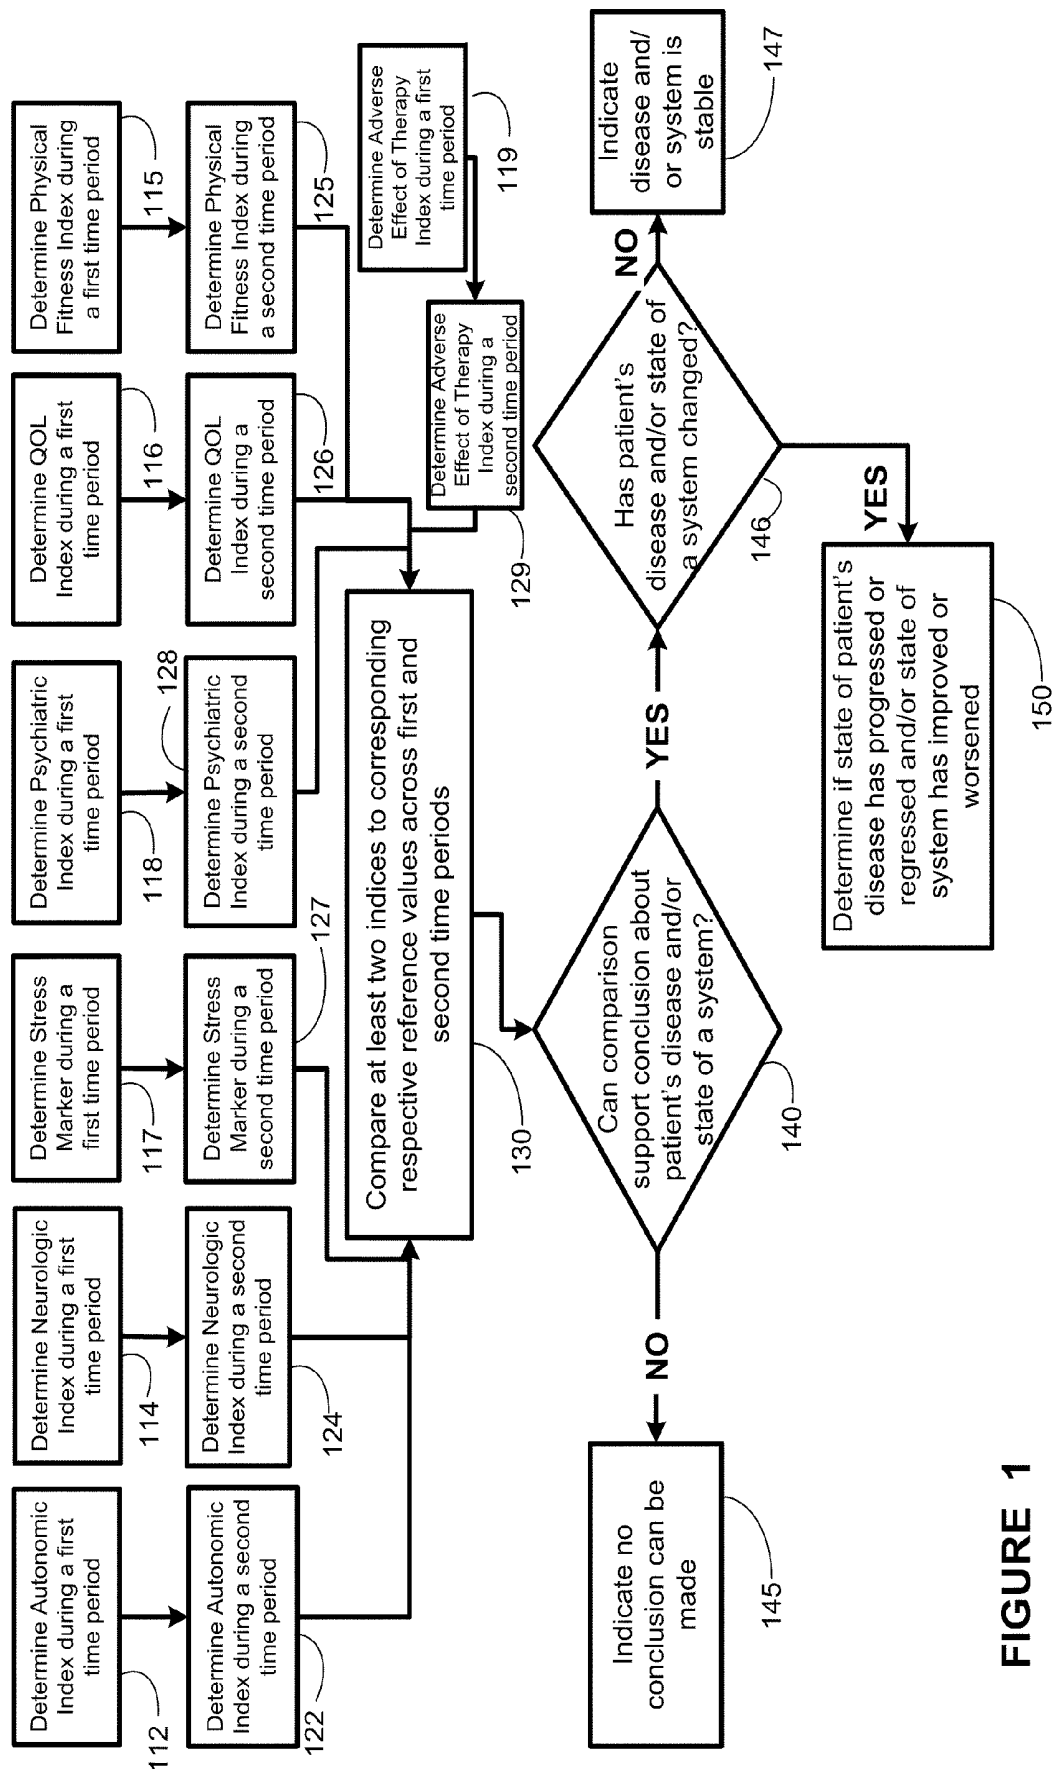 Determine Autonomic
Index during a first
time period
112
Determine Neurologic
Index during a first
time period
114
Determine Stress
Marker during a
first time period
117
Determine Psychiatric
Index during a first
time period
118
Determine QOL
Index during a first
time period
116
Determine Physical
Fitness Index during
a first time period
115
Determine Autonomic
Index during a second
time period
122
Determine Neurologic
Index during a second
time period
124
Determine Stress
Marker during a
second time period
127
Determine Psychiatric
Index during a second
time period
128
Determine QOL
Index during a
second time period
126
Determine Physical
Fitness Index during
a second time period
125
Determine Adverse
Effect of Therapy
Index during a first
time period
119
Determine Adverse
Effect of Therapy
Index during a
second time period
129
Compare at least two indices to corresponding
respective reference values across first and
second time periods
130
Can comparison
support conclusion about
patient's disease and/or
state of a system?
140
NO
Indicate no
conclusion can be
made
145
YES
Has patient's
disease and/or state of
a system changed?
146
NO
Indicate
disease and/
or system is
stable
147
YES
Determine if state of patient's
disease has progressed or
regressed and/or state of
system has improved or
worsened
150
FIGURE 1